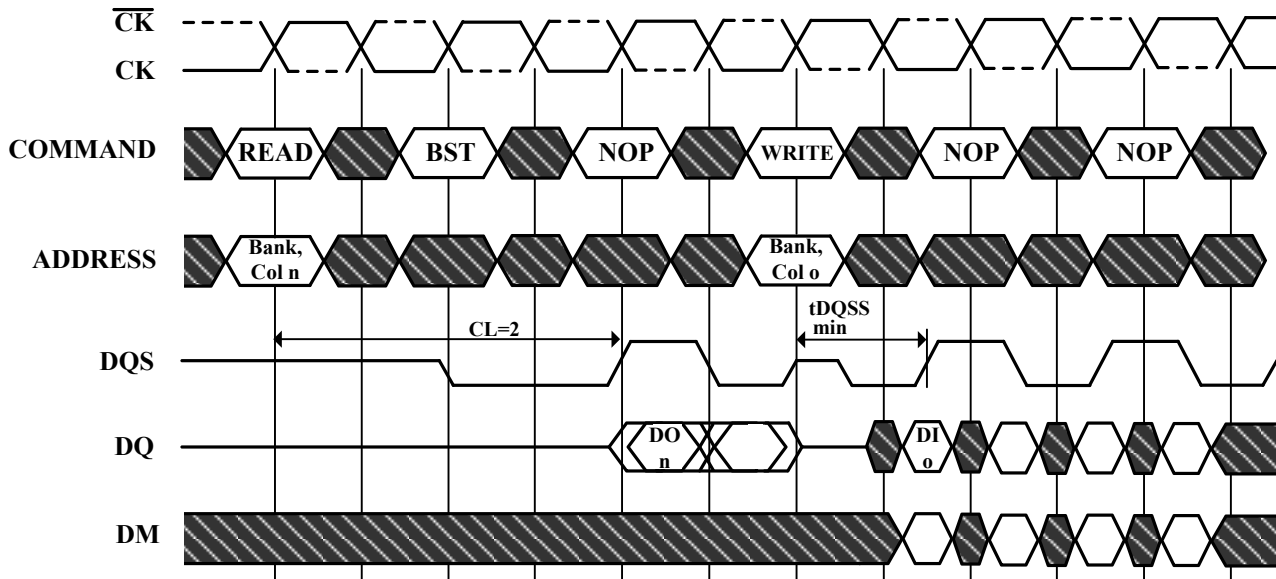 C̅K̅
CK
COMMAND
READ
BST
NOP
WRITE
NOP
NOP
ADDRESS
Bank,
Col n
Bank,
Col o
tDQSS
min
CL=2
DQS
DQ
DO
n
DI
o
DM